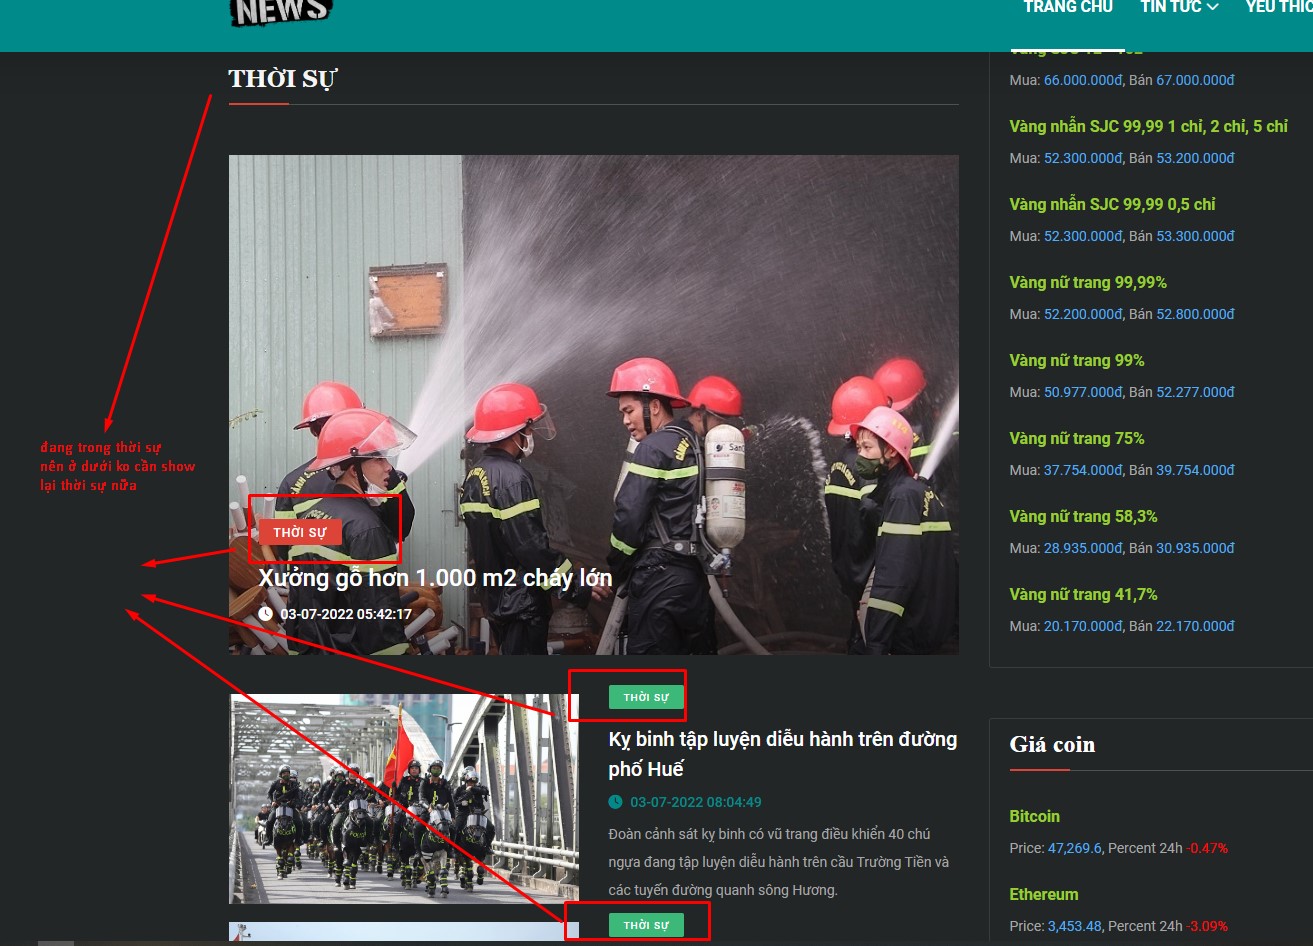 NEWS
TRANG CHỦ
TIN TỨC
YÊU THÍC
THỜI SỰ
đang trong thời sự
nên ở dưới ko cần show
lại thời sự nữa
THỜI SỰ
Xưởng gỗ hơn 1.000 m2 cháy lớn
03-07-2022 05:42:17
THỜI SỰ
Kỵ binh tập luyện diễu hành trên đường
phố Huế
03-07-2022 08:04:49
Đoàn cảnh sát kỵ binh có vũ trang điều khiển 40 chú
ngựa đang tập luyện diễu hành trên cầu Trường Tiền và
các tuyến đường quanh sông Hương.
THỜI SỰ
Mua: 66.000.000đ, Bán 67.000.000đ
Vàng nhẫn SJC 99,99 1 chỉ, 2 chỉ, 5 chỉ
Mua: 52.300.000đ, Bán 53.200.000đ
Vàng nhẫn SJC 99,99 0,5 chỉ
Mua: 52.300.000đ, Bán 53.300.000đ
Vàng nữ trang 99,99%
Mua: 52.200.000đ, Bán 52.800.000đ
Vàng nữ trang 99%
Mua: 50.977.000đ, Bán 52.277.000đ
Vàng nữ trang 75%
Mua: 37.754.000đ, Bán 39.754.000đ
Vàng nữ trang 58,3%
Mua: 28.935.000đ, Bán 30.935.000đ
Vàng nữ trang 41,7%
Mua: 20.170.000đ, Bán 22.170.000đ
Giá coin
Bitcoin
Price: 47,269.6, Percent 24h -0.47%
Ethereum
Price: 3,453.48, Percent 24h -3.09%